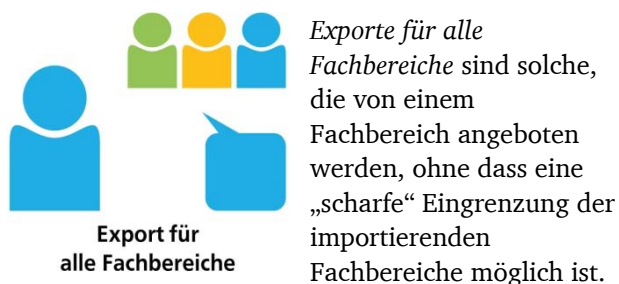 Export für
alle Fachbereiche
Exporte für alle
Fachbereiche sind solche,
die von einem
Fachbereich angeboten
werden, ohne dass eine
„scharfe“ Eingrenzung der
importierenden
Fachbereiche möglich ist.